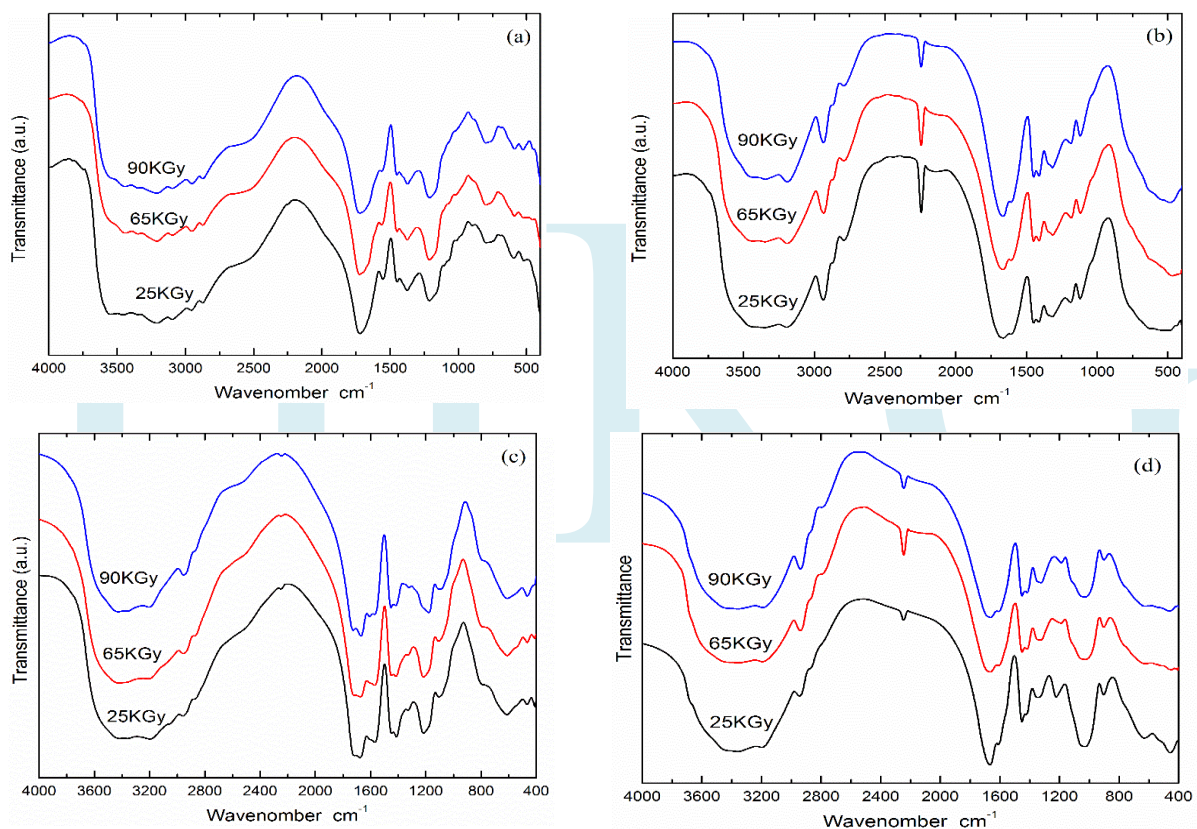 (a)
90KGy
65KGy
25KGy
Transmittance (a.u.)
4000 3500 3000 2500 2000 1500 1000 500
Wavenomber cm-1
(b)
90KGy
65KGy
25KGy
Transmittance (a.u.)
4000 3500 3000 2500 2000 1500 1000 500
Wavenomber cm-1
(c)
90KGy
65KGy
25KGy
Transmittance (a.u.)
4000 3600 3200 2800 2400 2000 1600 1200 800 400
Wavenomber cm-1
(d)
90KGy
65KGy
25KGy
Transmittance
4000 3600 3200 2800 2400 2000 1600 1200 800 400
Wavenomber cm-1